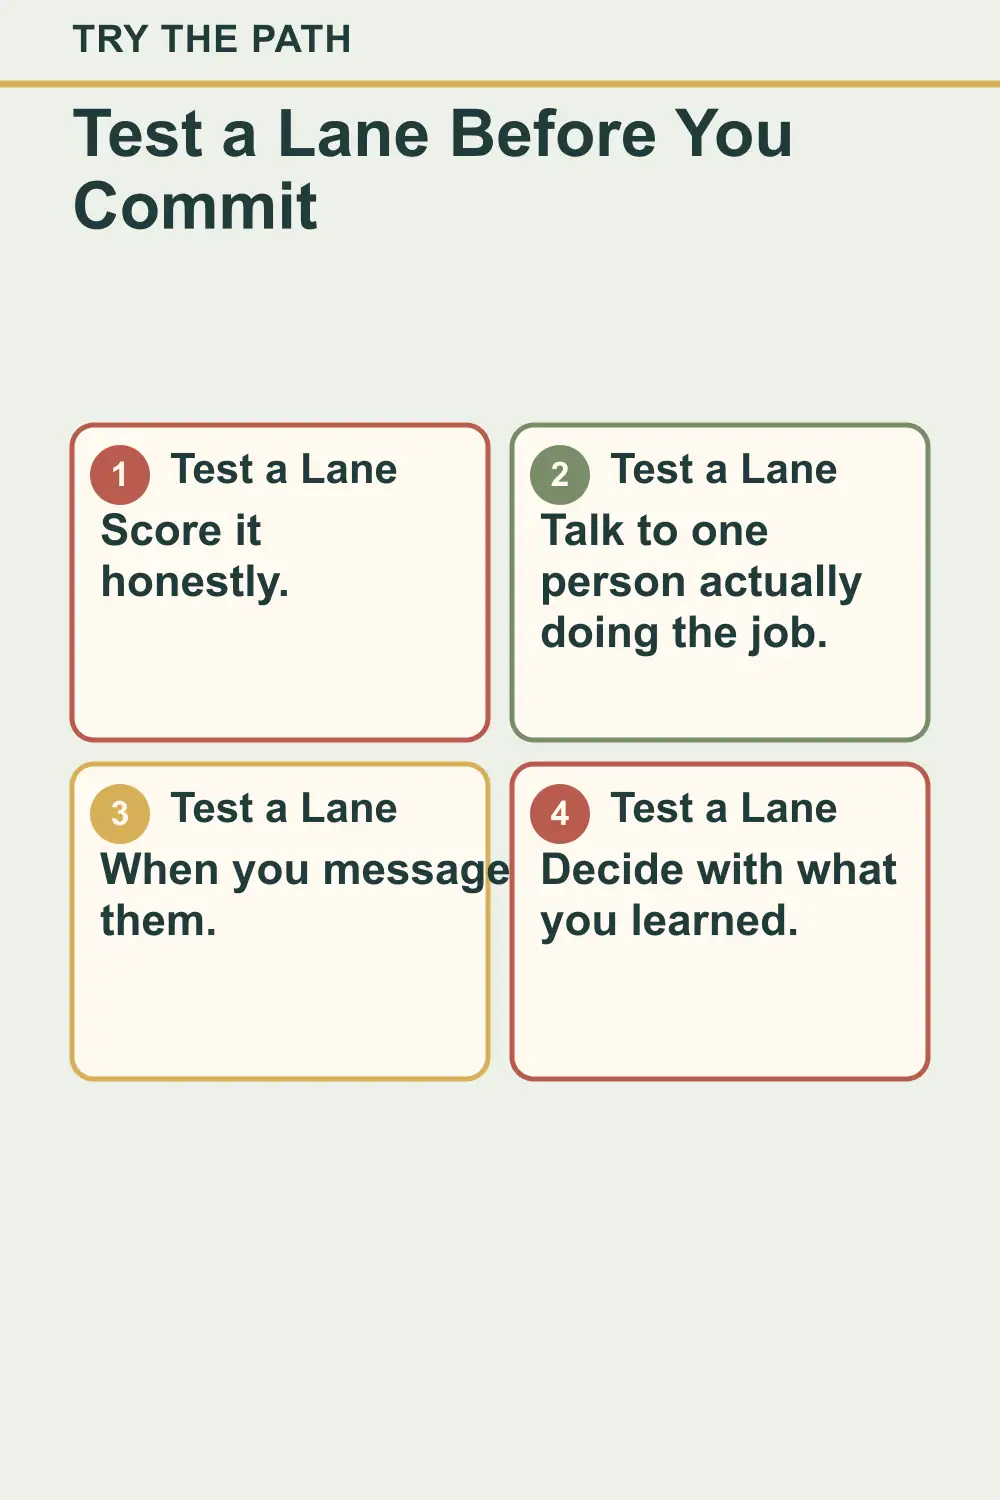 TRY THE PATH
Test a Lane Before You
Commit
1 Test a Lane
Score it
honestly.
2 Test a Lane
Talk to one
person actually
doing the job.
3 Test a Lane
When you message
them.
4 Test a Lane
Decide with what
you learned.